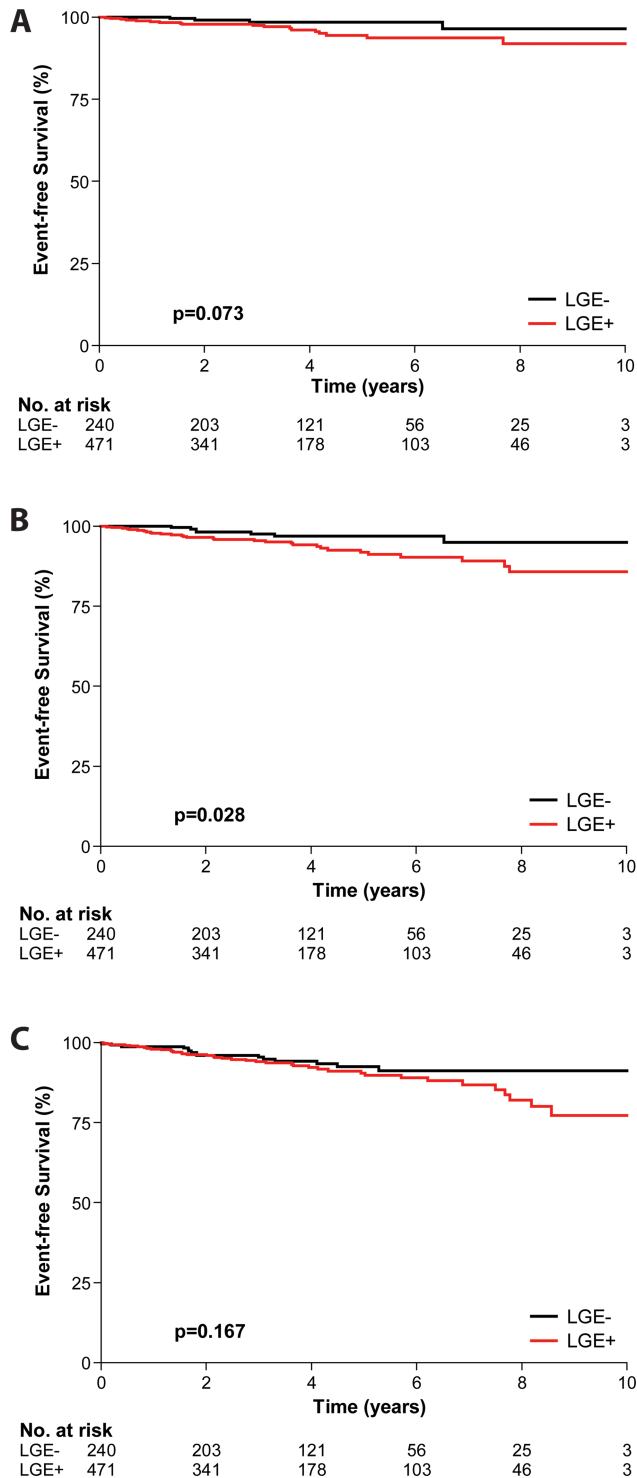 A
100
75
50
25
0
Event-free Survival (%)
p=0.073
LGE-
LGE+
0 2 4 6 8 10
Time (years)
No. at risk
LGE- 240 203 121 56 25 3
LGE+ 471 341 178 103 46 3
B
100
75
50
25
0
Event-free Survival (%)
p=0.028
LGE-
LGE+
0 2 4 6 8 10
Time (years)
No. at risk
LGE- 240 203 121 56 25 3
LGE+ 471 341 178 103 46 3
C
100
75
50
25
0
Event-free Survival (%)
p=0.167
LGE-
LGE+
0 2 4 6 8 10
Time (years)
No. at risk
LGE- 240 203 121 56 25 3
LGE+ 471 341 178 103 46 3